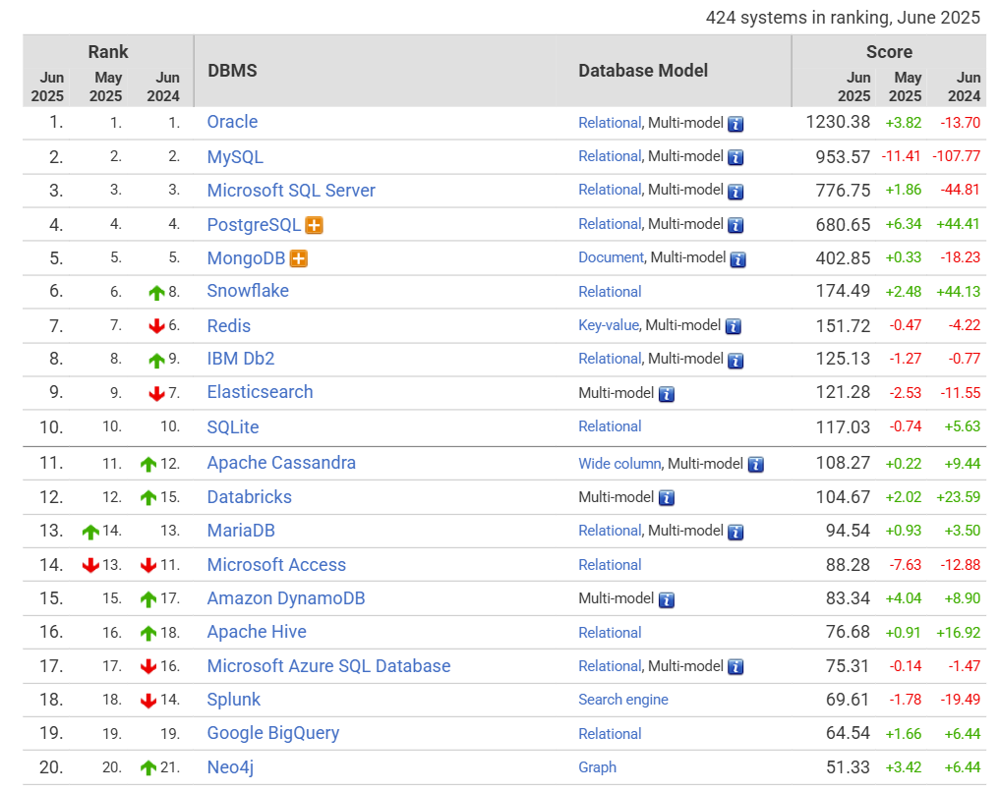 424 systems in ranking, June 2025
Rank DBMS Database Model Score
Jun 2025 May 2025 Jun 2024 Jun 2025 May 2025 Jun 2024
1. 1. 1. Oracle Relational, Multi-model 1230.38 +3.82 -13.70
2. 2. 2. MySQL Relational, Multi-model 953.57 -11.41 -107.77
3. 3. 3. Microsoft SQL Server Relational, Multi-model 776.75 +1.86 -44.81
4. 4. 4. PostgreSQL Relational, Multi-model 680.65 +6.34 +44.41
5. 5. 5. MongoDB Document, Multi-model 402.85 +0.33 -18.23
6. 6. 8. Snowflake Relational 174.49 +2.48 +44.13
7. 7. 6. Redis Key-value, Multi-model 151.72 -0.47 -4.22
8. 8. 9. IBM Db2 Relational, Multi-model 125.13 -1.27 -0.77
9. 9. 7. Elasticsearch Multi-model 121.28 -2.53 -11.55
10. 10. 10. SQLite Relational 117.03 -0.74 +5.63
11. 11. 12. Apache Cassandra Wide column, Multi-model 108.27 +0.22 +9.44
12. 12. 15. Databricks Multi-model 104.67 +2.02 +23.59
13. 14. 13. MariaDB Relational, Multi-model 94.54 +0.93 +3.50
14. 13. 11. Microsoft Access Relational 88.28 -7.63 -12.88
15. 15. 17. Amazon DynamoDB Multi-model 83.34 +4.04 +8.90
16. 16. 18. Apache Hive Relational 76.68 +0.91 +16.92
17. 17. 16. Microsoft Azure SQL Database Relational, Multi-model 75.31 -0.14 -1.47
18. 18. 14. Splunk Search engine 69.61 -1.78 -19.49
19. 19. 19. Google BigQuery Relational 64.54 +1.66 +6.44
20. 20. 21. Neo4j Graph 51.33 +3.42 +6.44